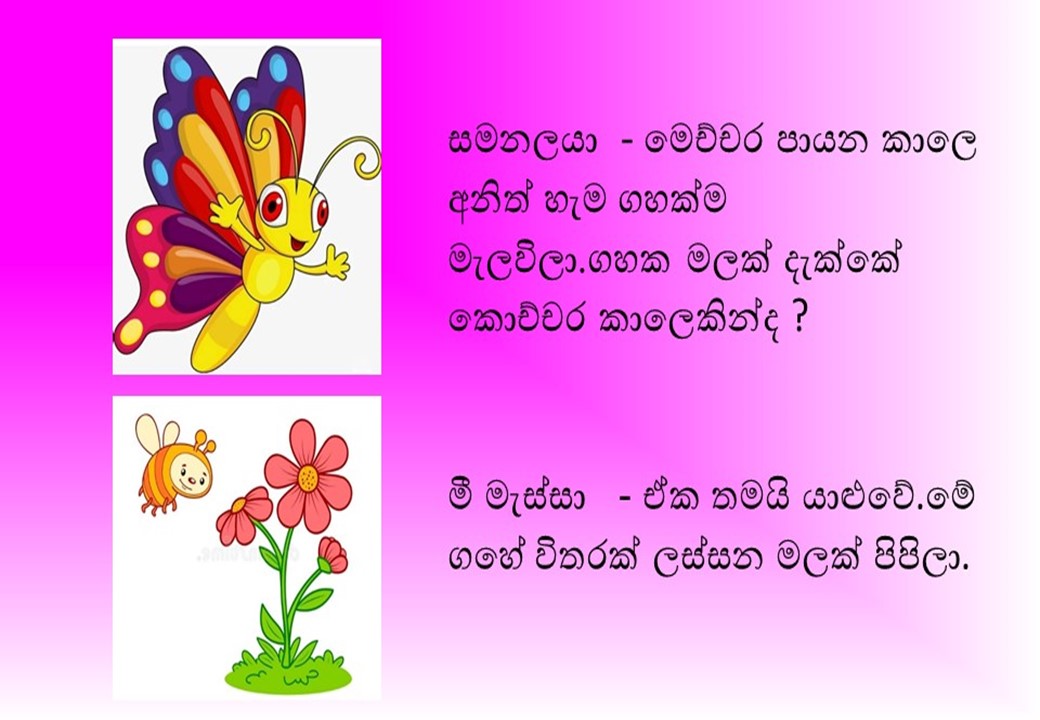 සමනලයා - මෙච්චර පායන කාලෙ
අනිත් හැම ගහක්ම
මැලවිලා.ගහක මලක් දැක්කේ
කොච්චර කාලෙකින්ද ?
මී මැස්සා - ඒක තමයි යාළුවේ.මේ
ගහේ විතරක් ලස්සන මලක් පිපිලා.